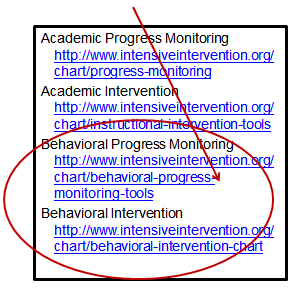 Academic Progress Monitoring
http://www.intensiveintervention.org/
chart/progress-monitoring
Academic Intervention
http://www.intensiveintervention.org/
chart/instructional-intervention-tools
Behavioral Progress Monitoring
http://www.intensiveintervention.org/
chart/behavioral-progress-
monitoring-tools
Behavioral Intervention
http://www.intensiveintervention.org/
chart/behavioral-intervention-chart